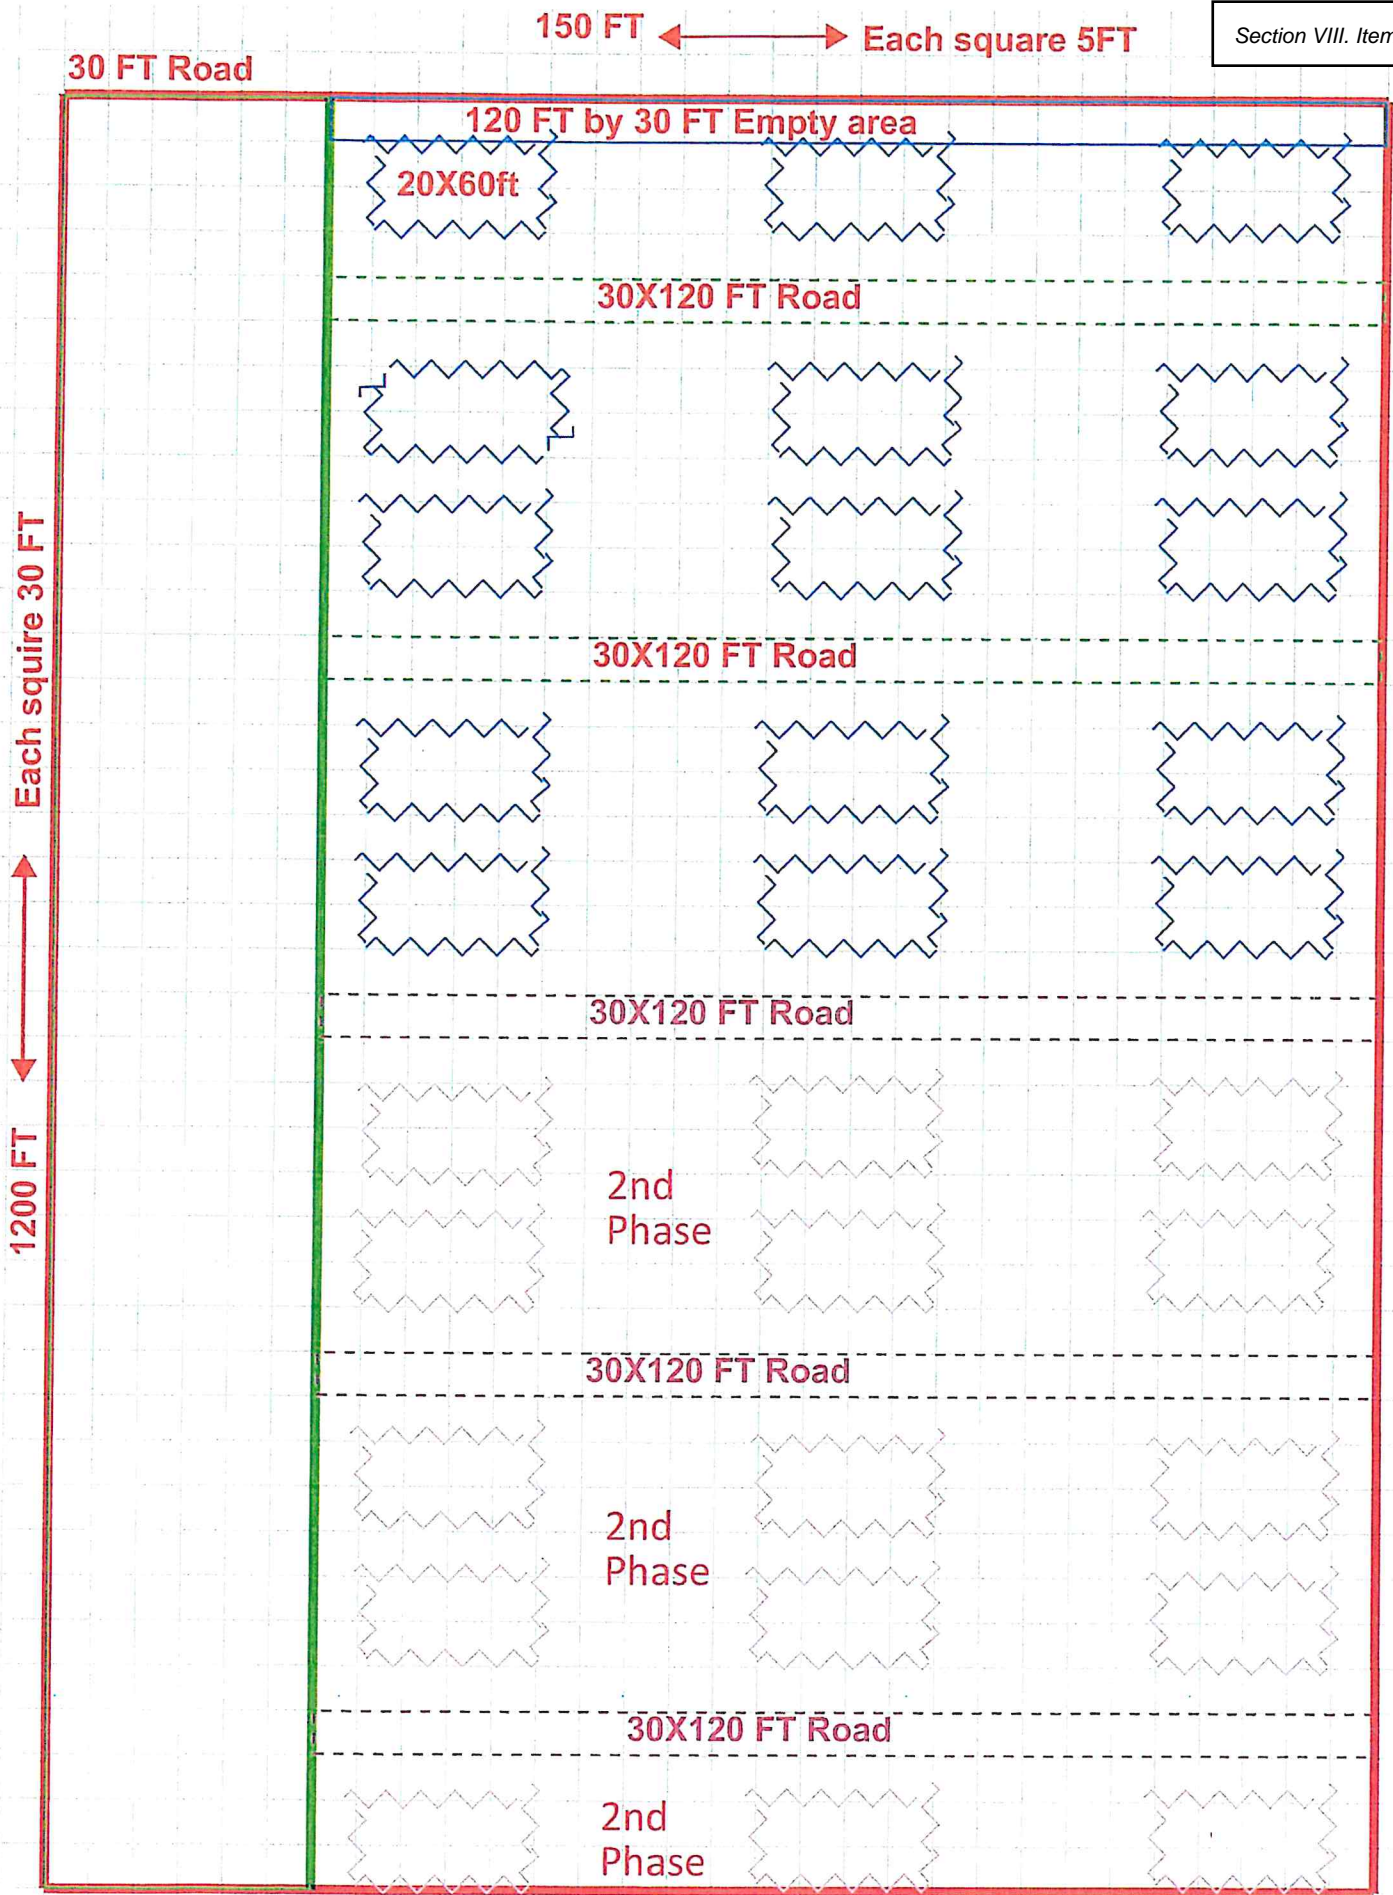 150 FT
Each square 5FT
Section VIII. Item
30 FT Road
120 FT by 30 FT Empty area
20X60ft
30X120 FT Road
Each squire 30 FT
30X120 FT Road
30X120 FT Road
1200 FT
2nd
Phase
30X120 FT Road
2nd
Phase
30X120 FT Road
2nd
Phase